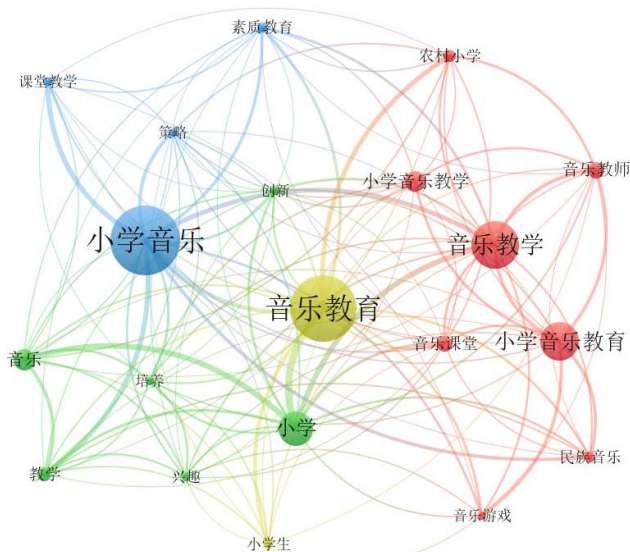 素质教育
农村小学
课堂教学
策略
音乐教师
小学音乐教学
创新
小学音乐
音乐教学
音乐教育
小学音乐教育
音乐课堂
音乐
培养
小学
民族音乐
教学
兴趣
音乐游戏
小学生